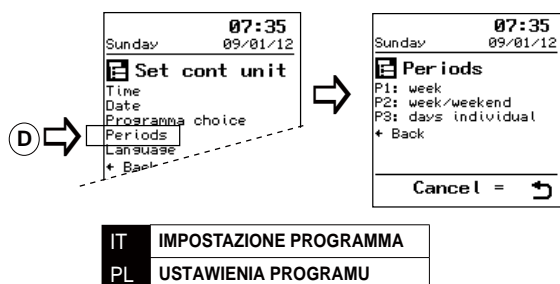 07:35
Sunday 09/01/12
Set cont unit
Time
Date
Programma choice
Periods
Language
← Back
D
07:35
Sunday 09/01/12
Periods
P1: week
P2: week/weekend
P3: days individual
← Back
Cancel =
IT IMPOSTAZIONE PROGRAMMA
PL USTAWIENIA PROGRAMU